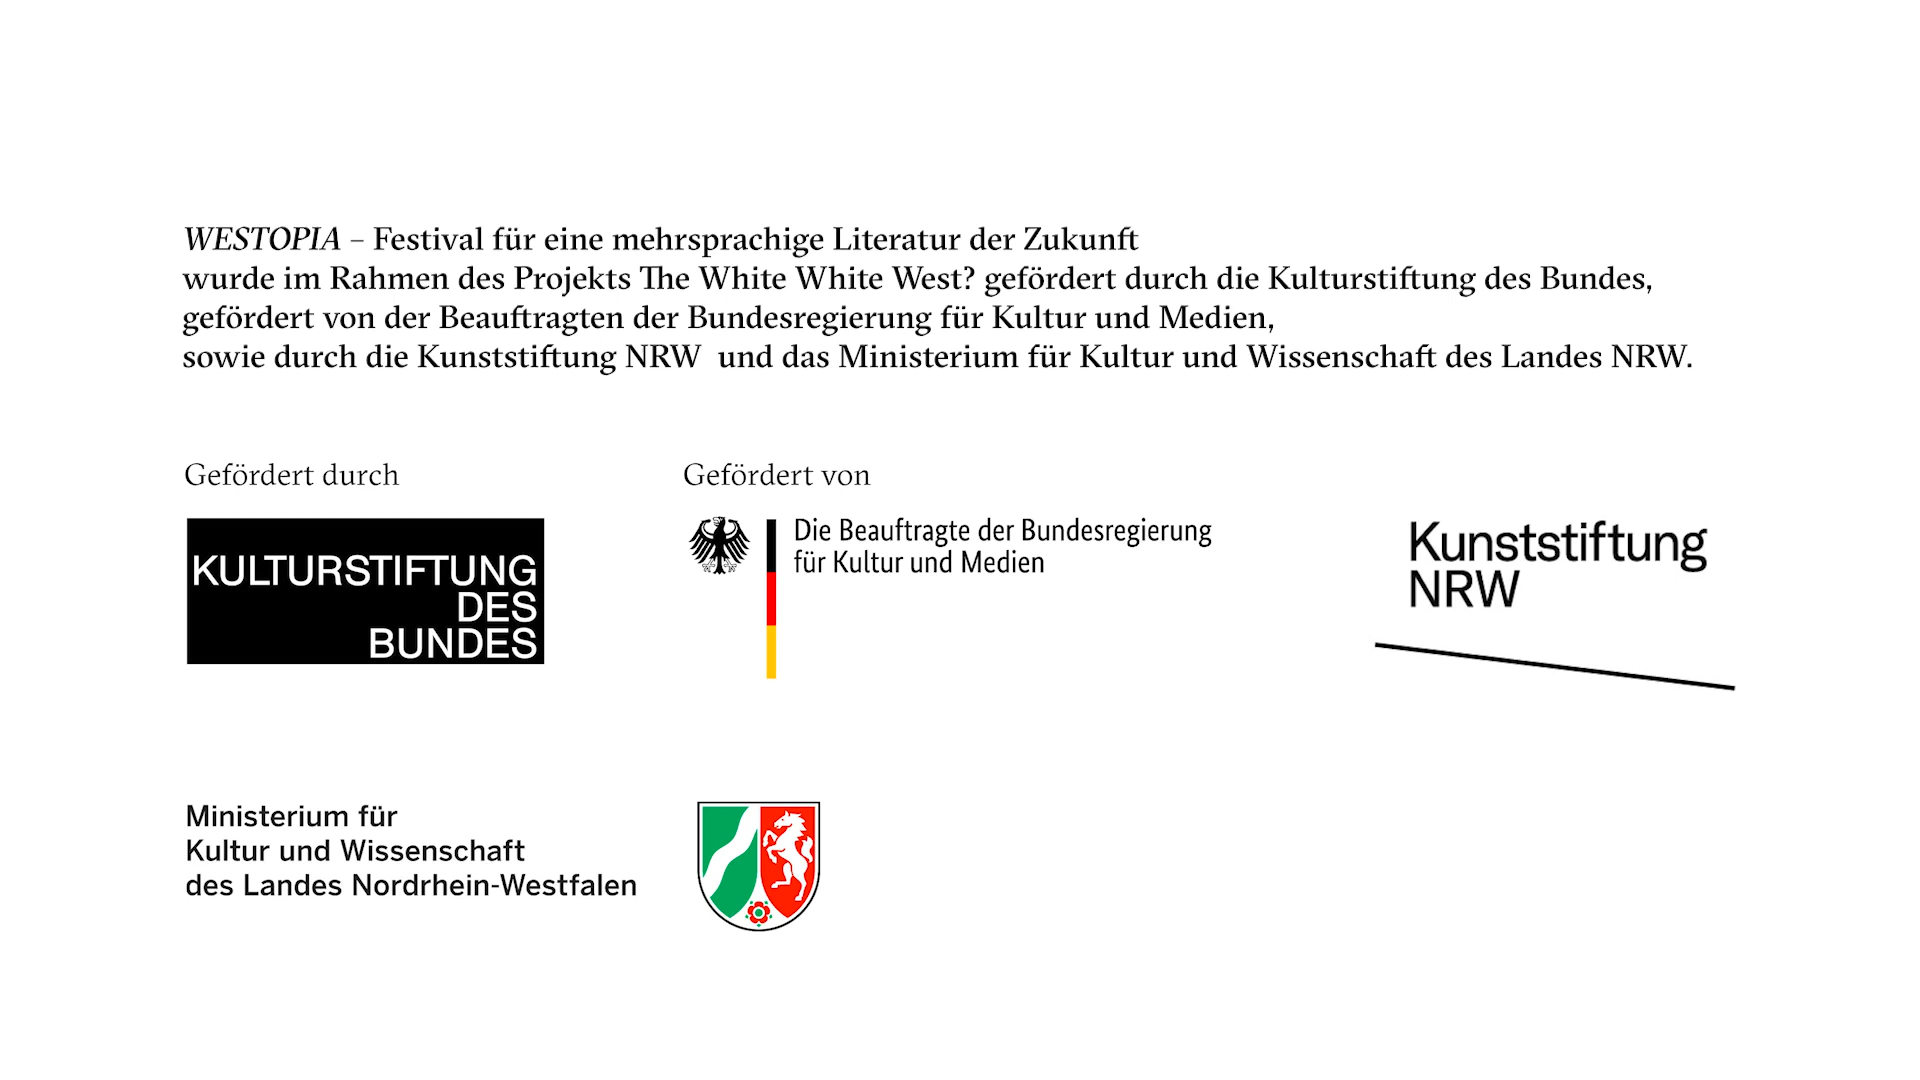 WESTOPIA – Festival für eine mehrsprachige Literatur der Zukunft
wurde im Rahmen des Projekts The White White West? gefördert durch die Kulturstiftung des Bundes,
gefördert von der Beauftragten der Bundesregierung für Kultur und Medien,
sowie durch die Kunststiftung NRW  und das Ministerium für Kultur und Wissenschaft des Landes NRW.
Gefördert durch
KULTURSTIFTUNG
DES
BUNDES
Gefördert von
Die Beauftragte der Bundesregierung
für Kultur und Medien
Kunststiftung
NRW
Ministerium für
Kultur und Wissenschaft
des Landes Nordrhein-Westfalen